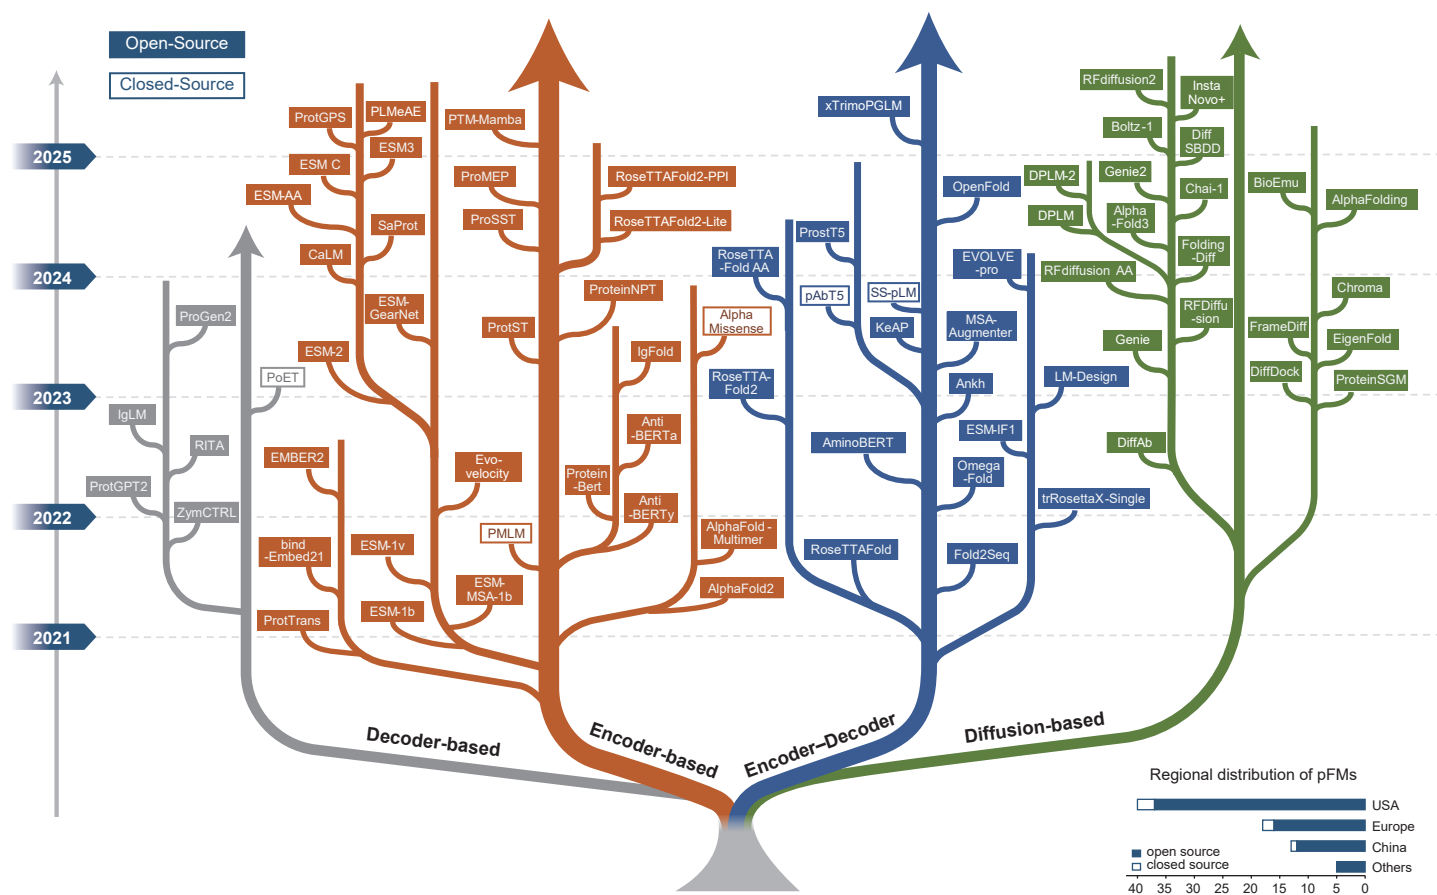 Open-Source
Closed-Source
2025
2024
2023
2022
2021
ProGen2
PoET
IgLM
RITA
ProtGPT2
ZymCTRL
ProtGPS
PLMeAE
ESM C
ESM3
ESM-AA
SaProt
CaLM
ESM-
GearNet
ESM-2
EMBER2
Evo-
velocity
bind
-Embed21
ESM-1v
ESM-
MSA-1b
ESM-1b
ProtTrans
PTM-Mamba
ProMEP
RoseTTAFold2-PPI
ProSST
RoseTTAFold2-Lite
ProteinNPT
ProtST
Alpha
Missense
IgFold
Anti
-BERTa
Protein
-Bert
Anti
-BERTy
PMLM
AlphaFold -
Multimer
AlphaFold2
xTrimoPGLM
OpenFold
ProstT5
RoseTTA
-Fold AA
EVOLVE
-pro
pAbT5
SS-pLM
KeAP
MSA-
Augmenter
RoseTTA-
Fold2
Ankh
LM-Design
AminoBERT
ESM-IF1
Omega
-Fold
trRosettaX-Single
RoseTTAFold
Fold2Seq
RFdiffusion2
Insta
Novo+
Boltz-1
Diff
SBDD
DPLM-2
Genie2
Chai-1
DPLM
Alpha
-Fold3
Folding
-Diff
RFdiffusion AA
RFDiffu
-sion
Genie
DiffAb
BioEmu
AlphaFolding
Chroma
FrameDiff
EigenFold
DiffDock
ProteinSGM
Decoder-based
Encoder-based
Encoder–Decoder
Diffusion-based
Regional distribution of pFMs
USA
Europe
China
Others
open source
closed source
40 35 30 25 20 15 10 5 0